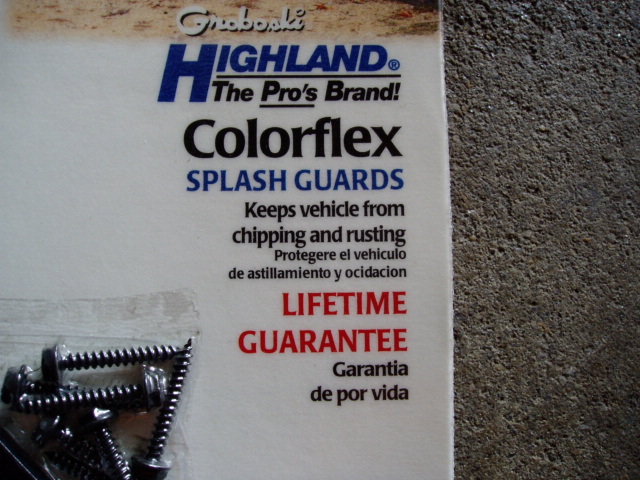 Groboski
HIGHLAND®
The Pro's Brand!
Colorflex
SPLASH GUARDS
Keeps vehicle from
chipping and rusting
Protegere el vehiculo
de astillamiento y ocidacion
LIFETIME
GUARANTEE
Garantia
de por vida